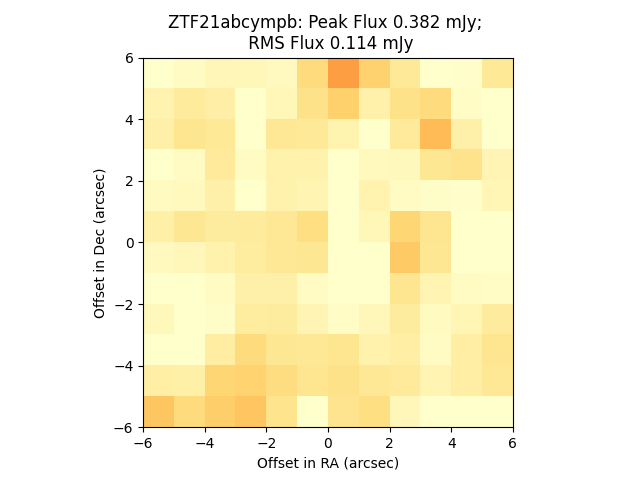 ZTF21abcympb: Peak Flux 0.382 mJy;
RMS Flux 0.114 mJy
6
4
2
0
−2
−4
−6
Offset in Dec (arcsec)
−6 −4 −2 0 2 4 6
Offset in RA (arcsec)